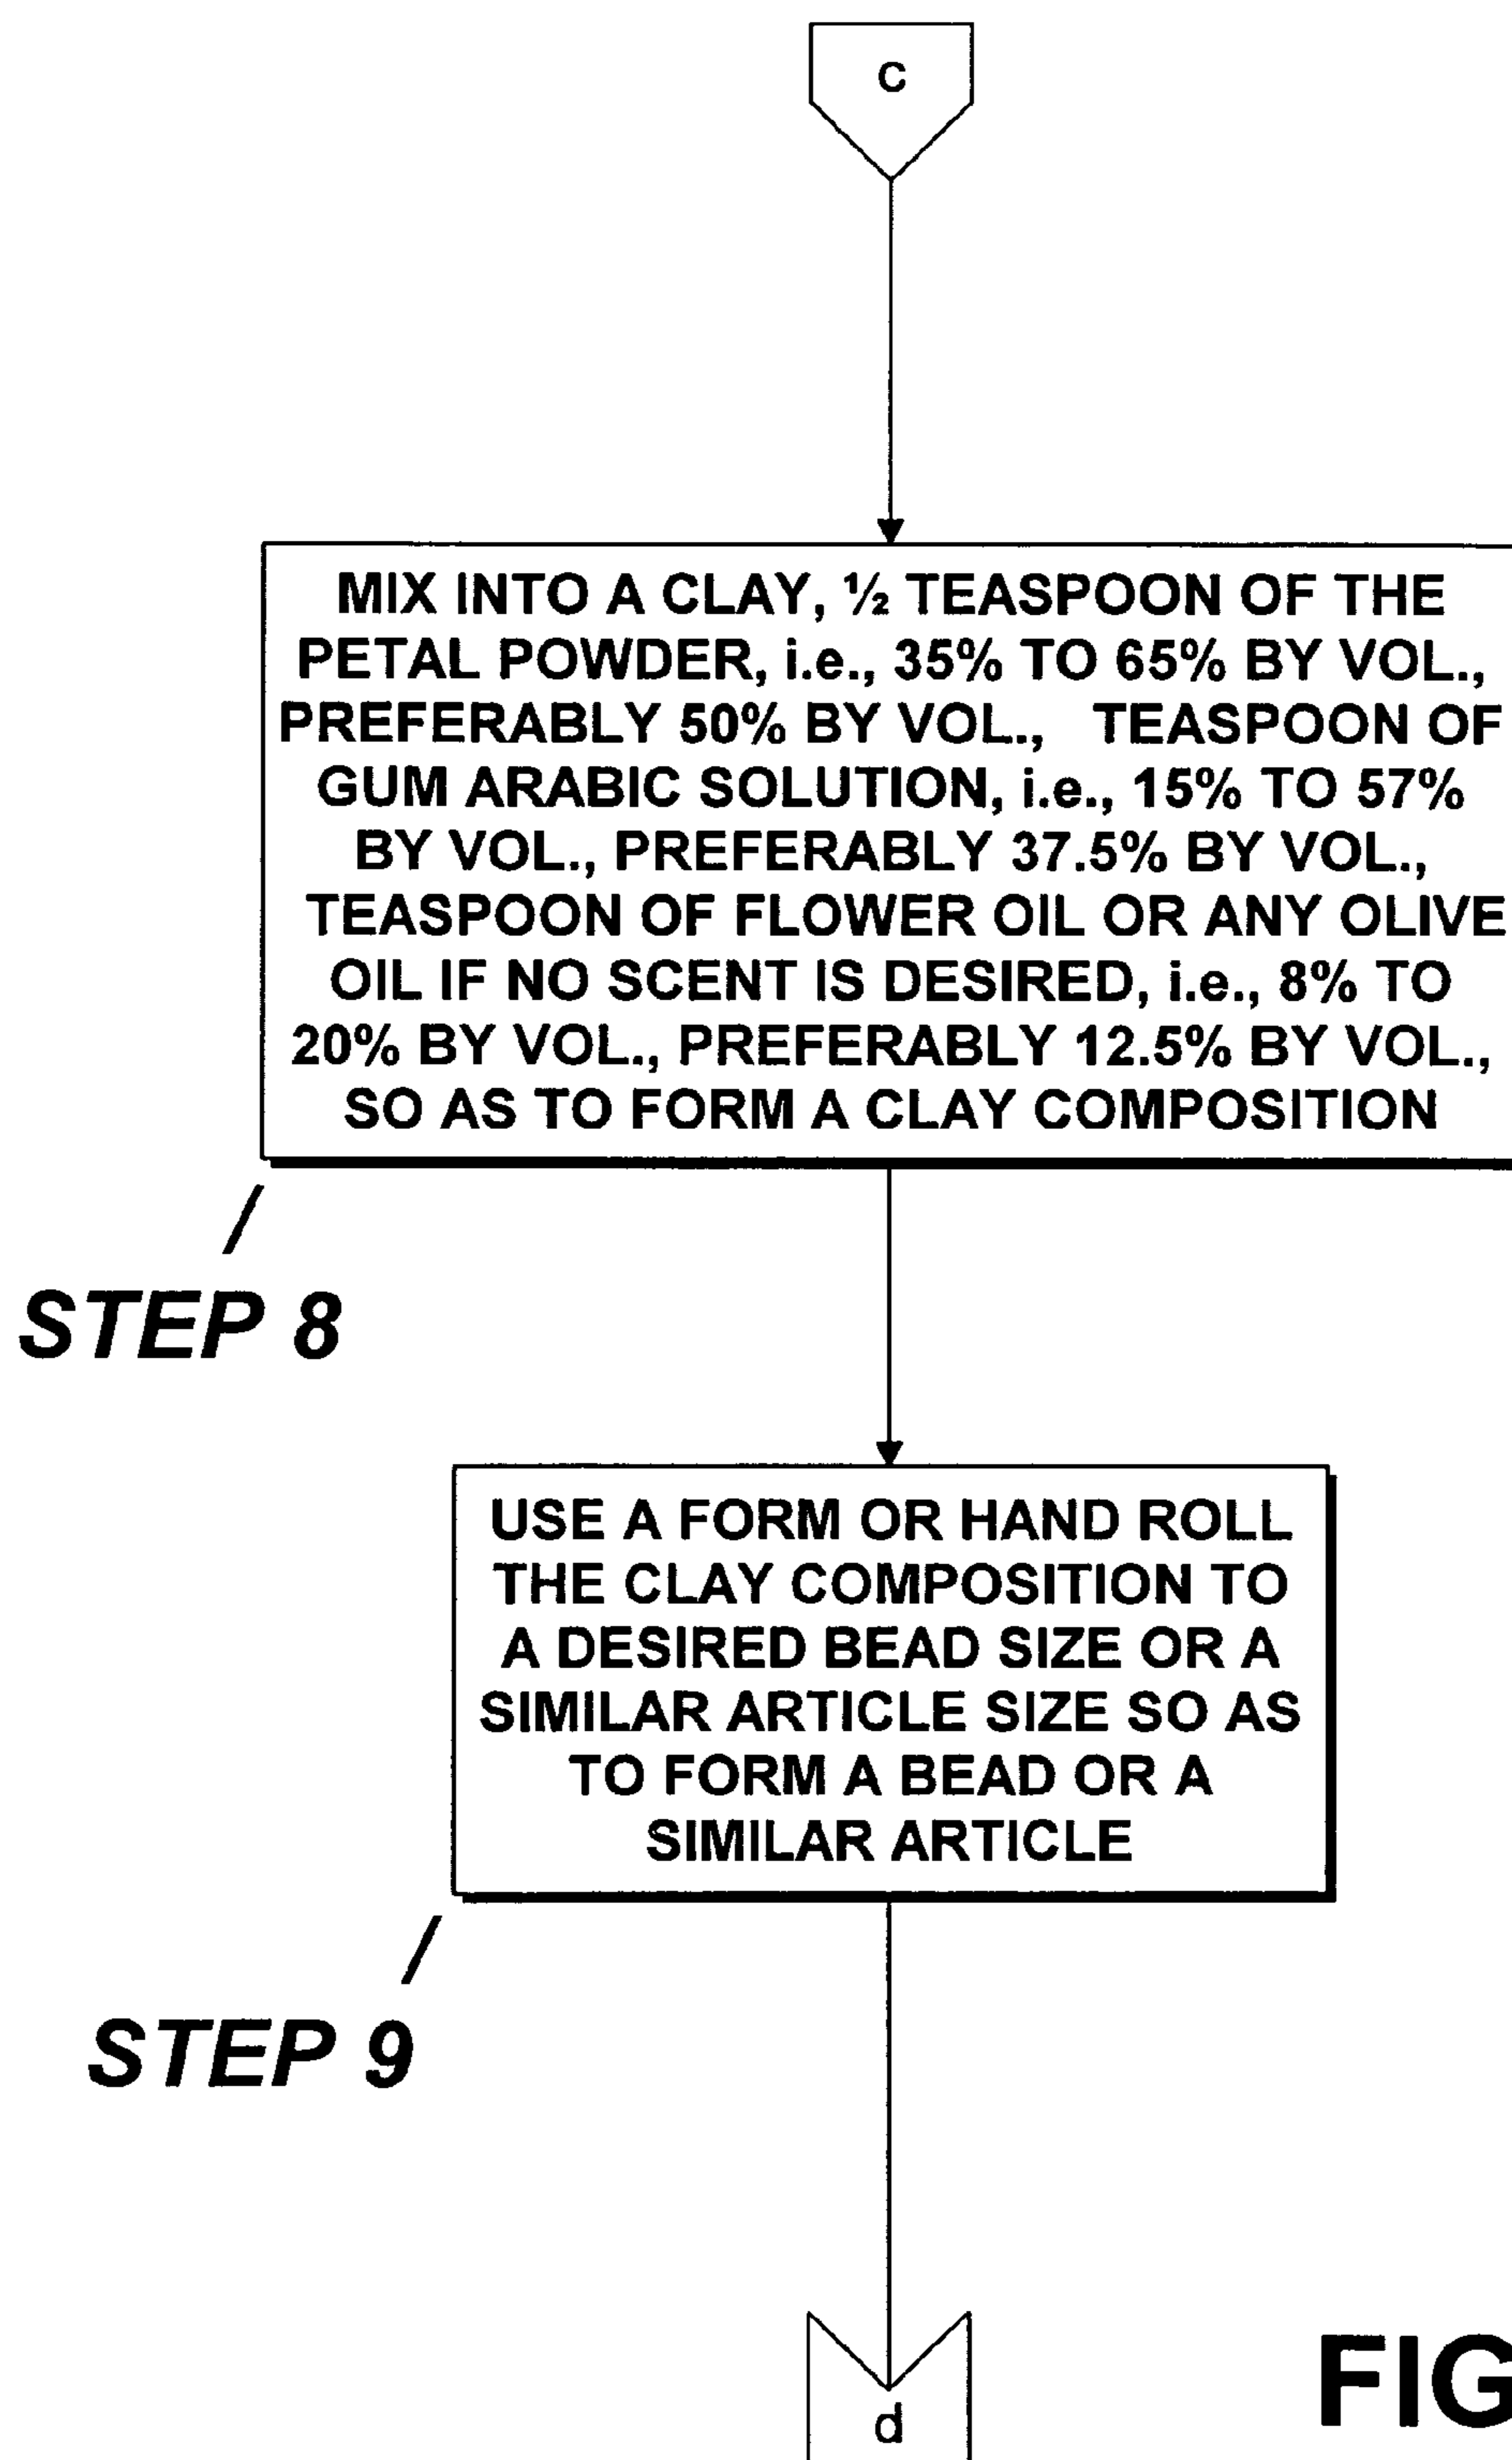 c
MIX INTO A CLAY, ½ TEASPOON OF THE
PETAL POWDER, i.e., 35% TO 65% BY VOL.,
PREFERABLY 50% BY VOL., TEASPOON OF
GUM ARABIC SOLUTION, i.e., 15% TO 57%
BY VOL., PREFERABLY 37.5% BY VOL.,
TEASPOON OF FLOWER OIL OR ANY OLIVE
OIL IF NO SCENT IS DESIRED, i.e., 8% TO
20% BY VOL., PREFERABLY 12.5% BY VOL.,
SO AS TO FORM A CLAY COMPOSITION
STEP 8
USE A FORM OR HAND ROLL
THE CLAY COMPOSITION TO
A DESIRED BEAD SIZE OR A
SIMILAR ARTICLE SIZE SO AS
TO FORM A BEAD OR A
SIMILAR ARTICLE
STEP 9
d
FIG